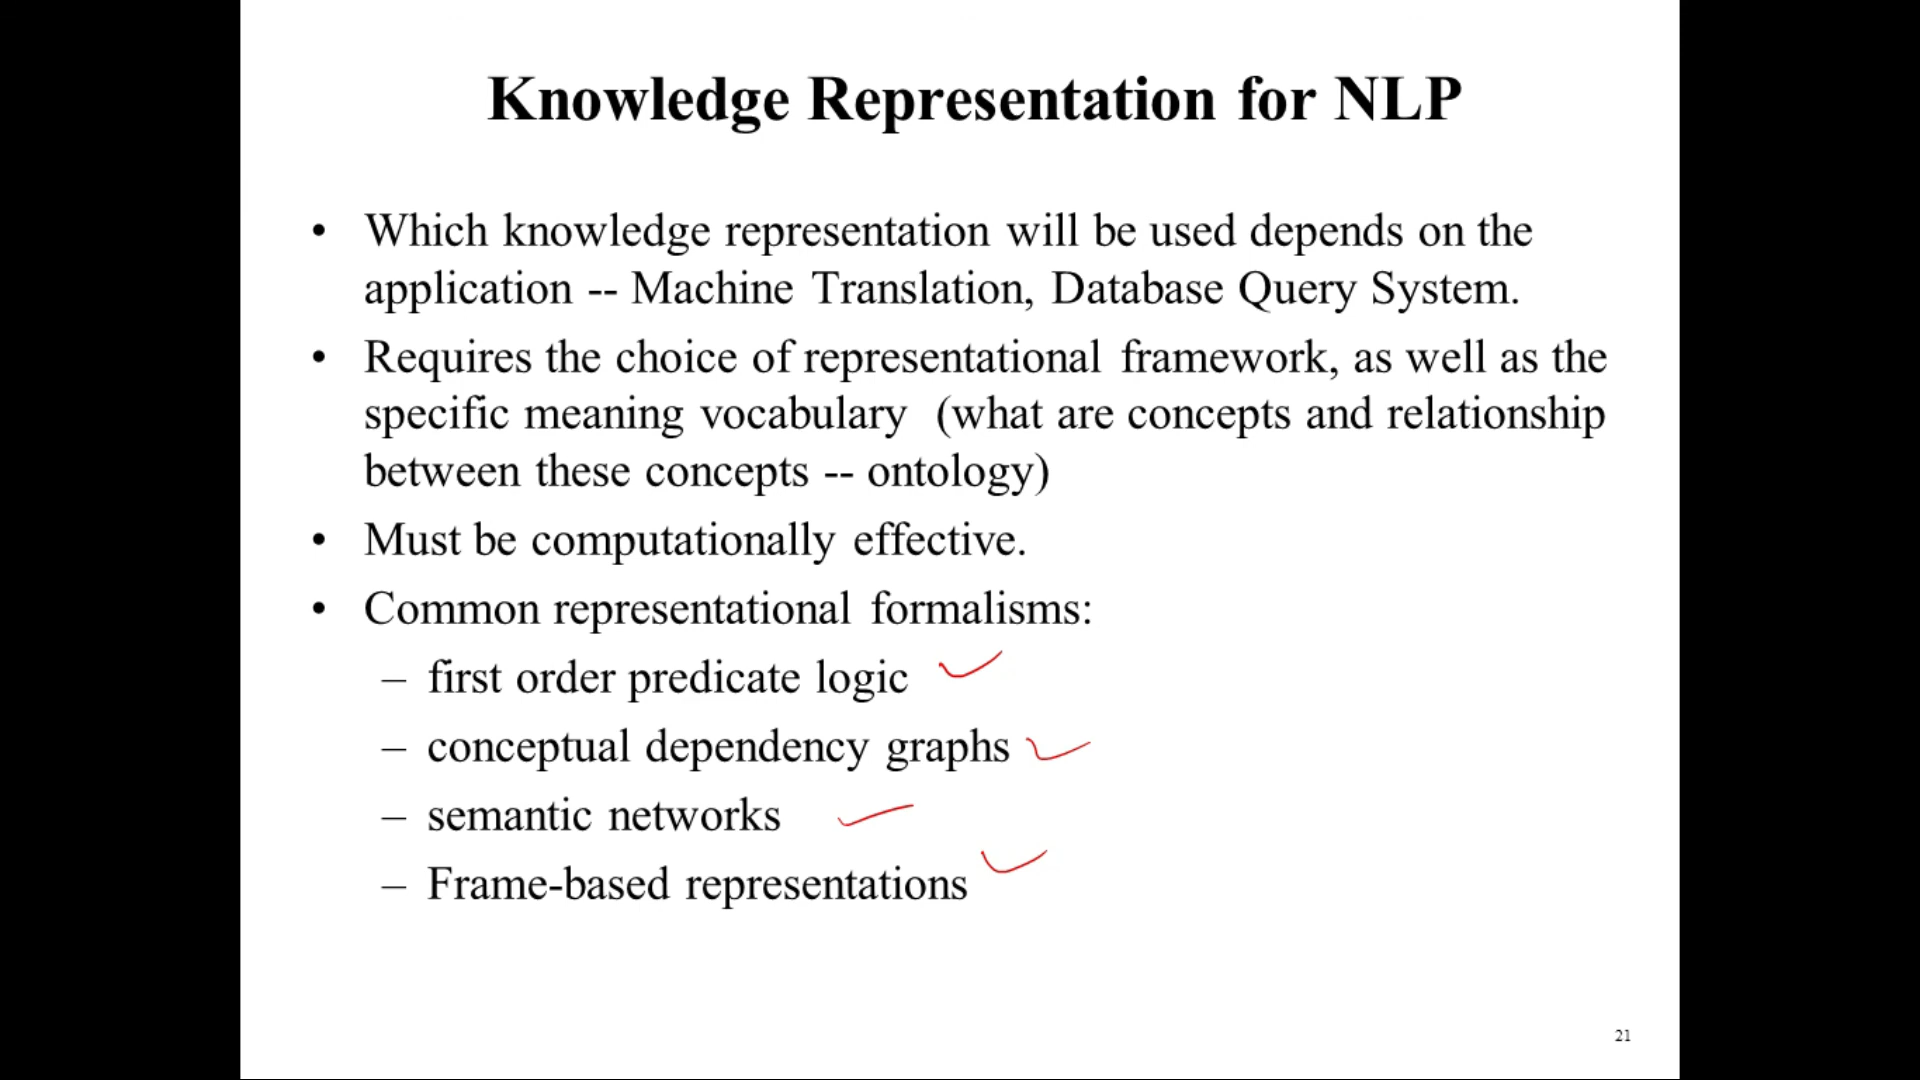 Knowledge Representation for NLP
• Which knowledge representation will be used depends on the
application -- Machine Translation, Database Query System.
• Requires the choice of representational framework, as well as the
specific meaning vocabulary (what are concepts and relationship
between these concepts -- ontology)
• Must be computationally effective.
• Common representational formalisms:
– first order predicate logic
– conceptual dependency graphs
– semantic networks
– Frame-based representations
21